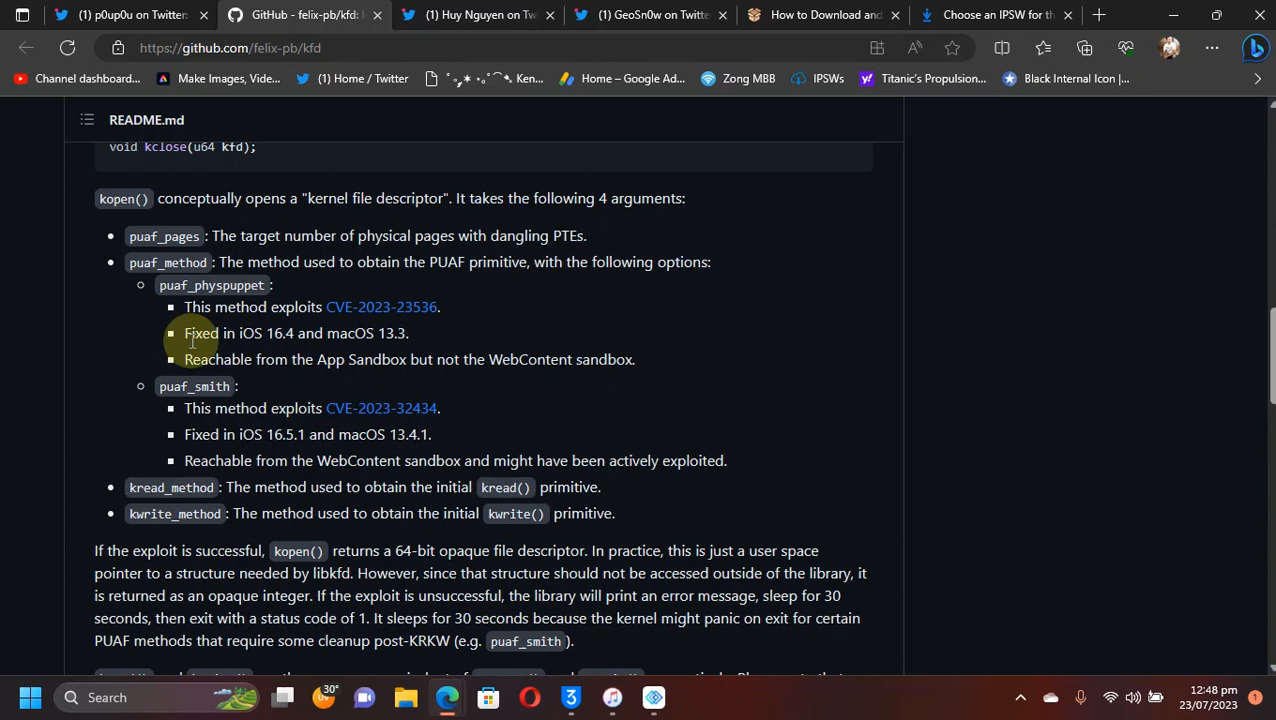 (1) p0up0u on Twitter:
GitHub - felix-pb/kfd:
(1) Huy Nguyen on Twitt
(1) GeoSn0w on Twitte
How to Download and
Choose an IPSW for th
https://github.com/felix-pb/kfd
Channel dashboard...
Make Images, Vide...
(1) Home / Twitter
Ken...
Home – Google Ad...
Zong MBB
IPSWs
Titanic's Propulsion...
Black Internal Icon |...
README.md
void kclose(u64 kfd);
kopen() conceptually opens a "kernel file descriptor". It takes the following 4 arguments:
puaf_pages: The target number of physical pages with dangling PTEs.
puaf_method: The method used to obtain the PUAF primitive, with the following options:
puaf_physpuppet:
This method exploits CVE-2023-23536.
Fixed in iOS 16.4 and macOS 13.3.
Reachable from the App Sandbox but not the WebContent sandbox.
puaf_smith:
This method exploits CVE-2023-32434.
Fixed in iOS 16.5.1 and macOS 13.4.1.
Reachable from the WebContent sandbox and might have been actively exploited.
kread_method: The method used to obtain the initial kread() primitive.
kwrite_method: The method used to obtain the initial kwrite() primitive.
If the exploit is successful, kopen() returns a 64-bit opaque file descriptor. In practice, this is just a user space
pointer to a structure needed by libkfd. However, since that structure should not be accessed outside of the library, it
is returned as an opaque integer. If the exploit is unsuccessful, the library will print an error message, sleep for 30
seconds, then exit with a status code of 1. It sleeps for 30 seconds because the kernel might panic on exit for certain
PUAF methods that require some cleanup post-KRKW (e.g. puaf_smith).
Search
30°
12:48 pm
23/07/2023
1